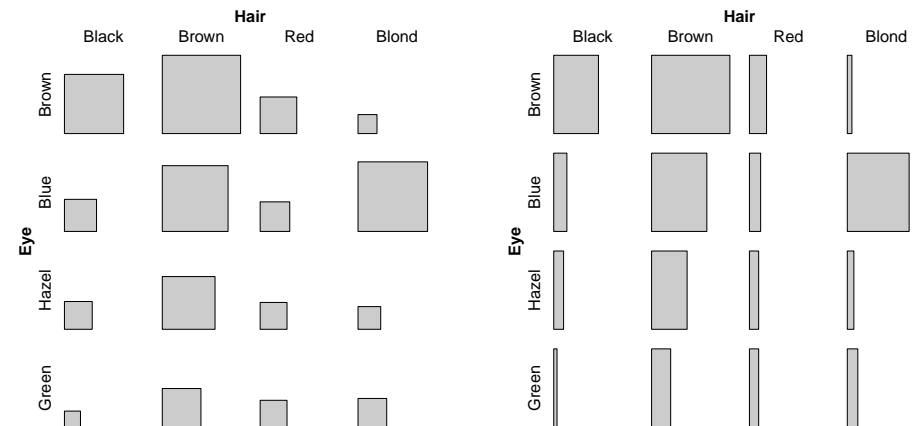 Hair
Black Brown Red Blond
Eye
Brown
Blue
Hazel
Green
Hair
Black Brown Red Blond
Eye
Brown
Blue
Hazel
Green